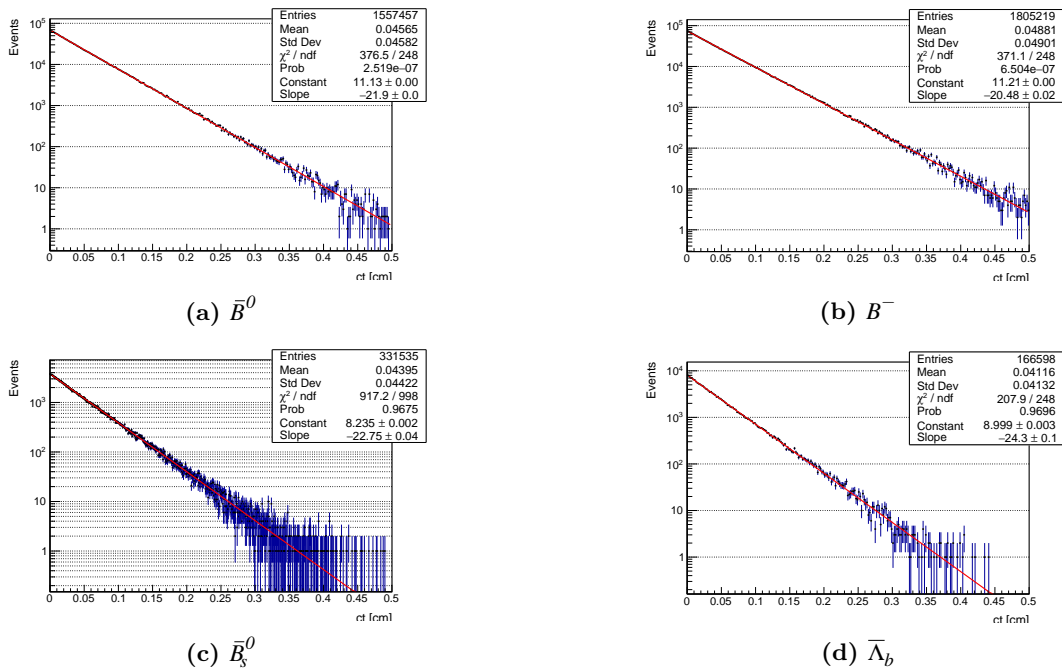 Events
10⁵
10⁴
10³
10²
10
1
Entries 1557457
Mean 0.04565
Std Dev 0.04582
χ² / ndf 376.5 / 248
Prob 2.519e−07
Constant 11.13 ± 0.00
Slope −21.9 ± 0.0
0 0.05 0.1 0.15 0.2 0.25 0.3 0.35 0.4 0.45 0.5
ct [cm]
(a) B̄⁰
Events
10⁵
10⁴
10³
10²
10
1
Entries 1805219
Mean 0.04881
Std Dev 0.04901
χ² / ndf 371.1 / 248
Prob 6.504e−07
Constant 11.21 ± 0.00
Slope −20.48 ± 0.02
0 0.05 0.1 0.15 0.2 0.25 0.3 0.35 0.4 0.45 0.5
ct [cm]
(b) B⁻
Events
10³
10²
10
1
Entries 331535
Mean 0.04395
Std Dev 0.04422
χ² / ndf 917.2 / 998
Prob 0.9675
Constant 8.235 ± 0.002
Slope −22.75 ± 0.04
0 0.05 0.1 0.15 0.2 0.25 0.3 0.35 0.4 0.45 0.5
ct [cm]
(c) B̄⁰ₛ
Events
10⁴
10³
10²
10
1
Entries 166598
Mean 0.04116
Std Dev 0.04132
χ² / ndf 207.9 / 248
Prob 0.9696
Constant 8.999 ± 0.003
Slope −24.3 ± 0.1
0 0.05 0.1 0.15 0.2 0.25 0.3 0.35 0.4 0.45 0.5
ct [cm]
(d) Λ̅_b